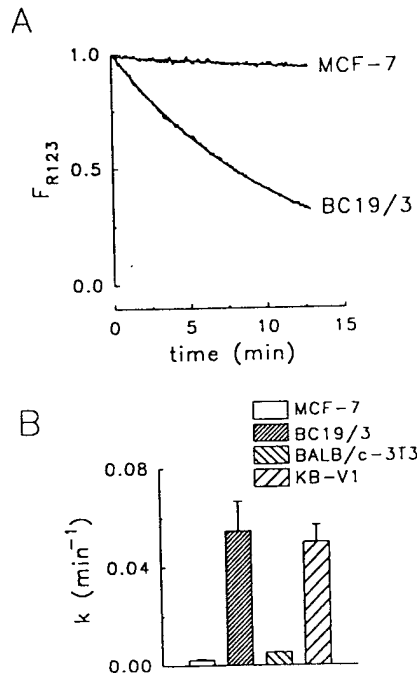 A
1.0
0.5
0.0
F R123
MCF-7
BC19/3
0
5
10
15
time (min)
B
MCF-7
BC19/3
BALB/c-3T3
KB-V1
0.08
0.04
0.00
k (min⁻¹)